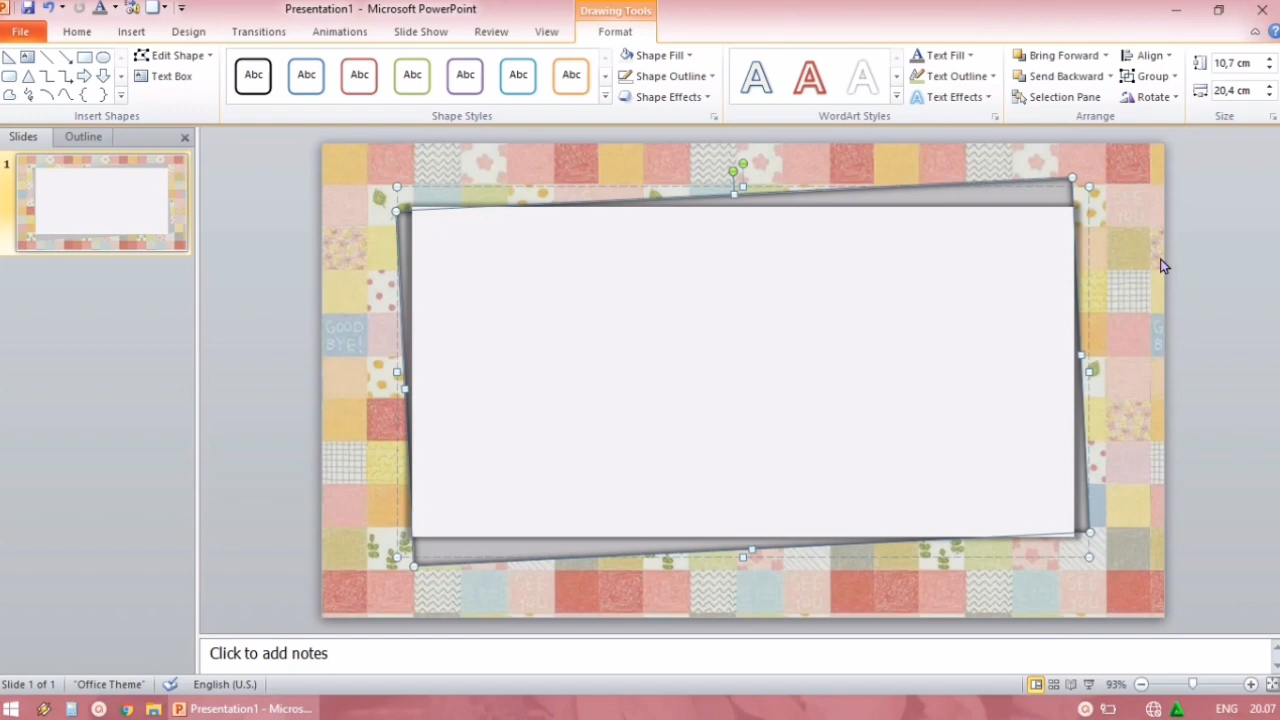 Presentation1 - Microsoft PowerPoint
Drawing Tools
File
Home
Insert
Design
Transitions
Animations
Slide Show
Review
View
Format
Edit Shape
Text Box
Insert Shapes
Abc Abc Abc Abc Abc Abc Abc
Shape Fill
Shape Outline
Shape Effects
Shape Styles
A A A
Text Fill
Text Outline
Text Effects
WordArt Styles
Bring Forward
Send Backward
Selection Pane
Align
Group
Rotate
Arrange
10,7 cm
20,4 cm
Size
Slides
Outline
1
SEE
YOU
GOOD
BYE!
Click to add notes
Slide 1 of 1
"Office Theme"
English (U.S.)
93%
Presentation1 - Micros...
ENG
20.07